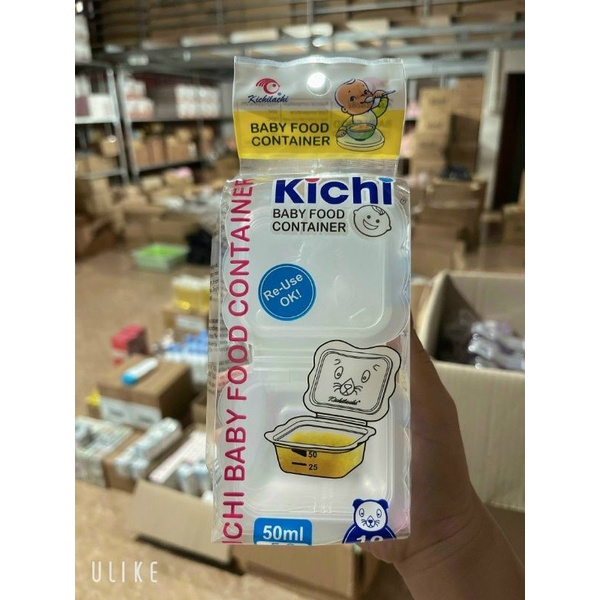 Kichilachi
BABY FOOD
CONTAINER
Kichi
BABY FOOD
CONTAINER
ICHI BABY FOOD CONTAINER
Re-Use
OK!
Kichilachi
50
25
50ml
ULIKE